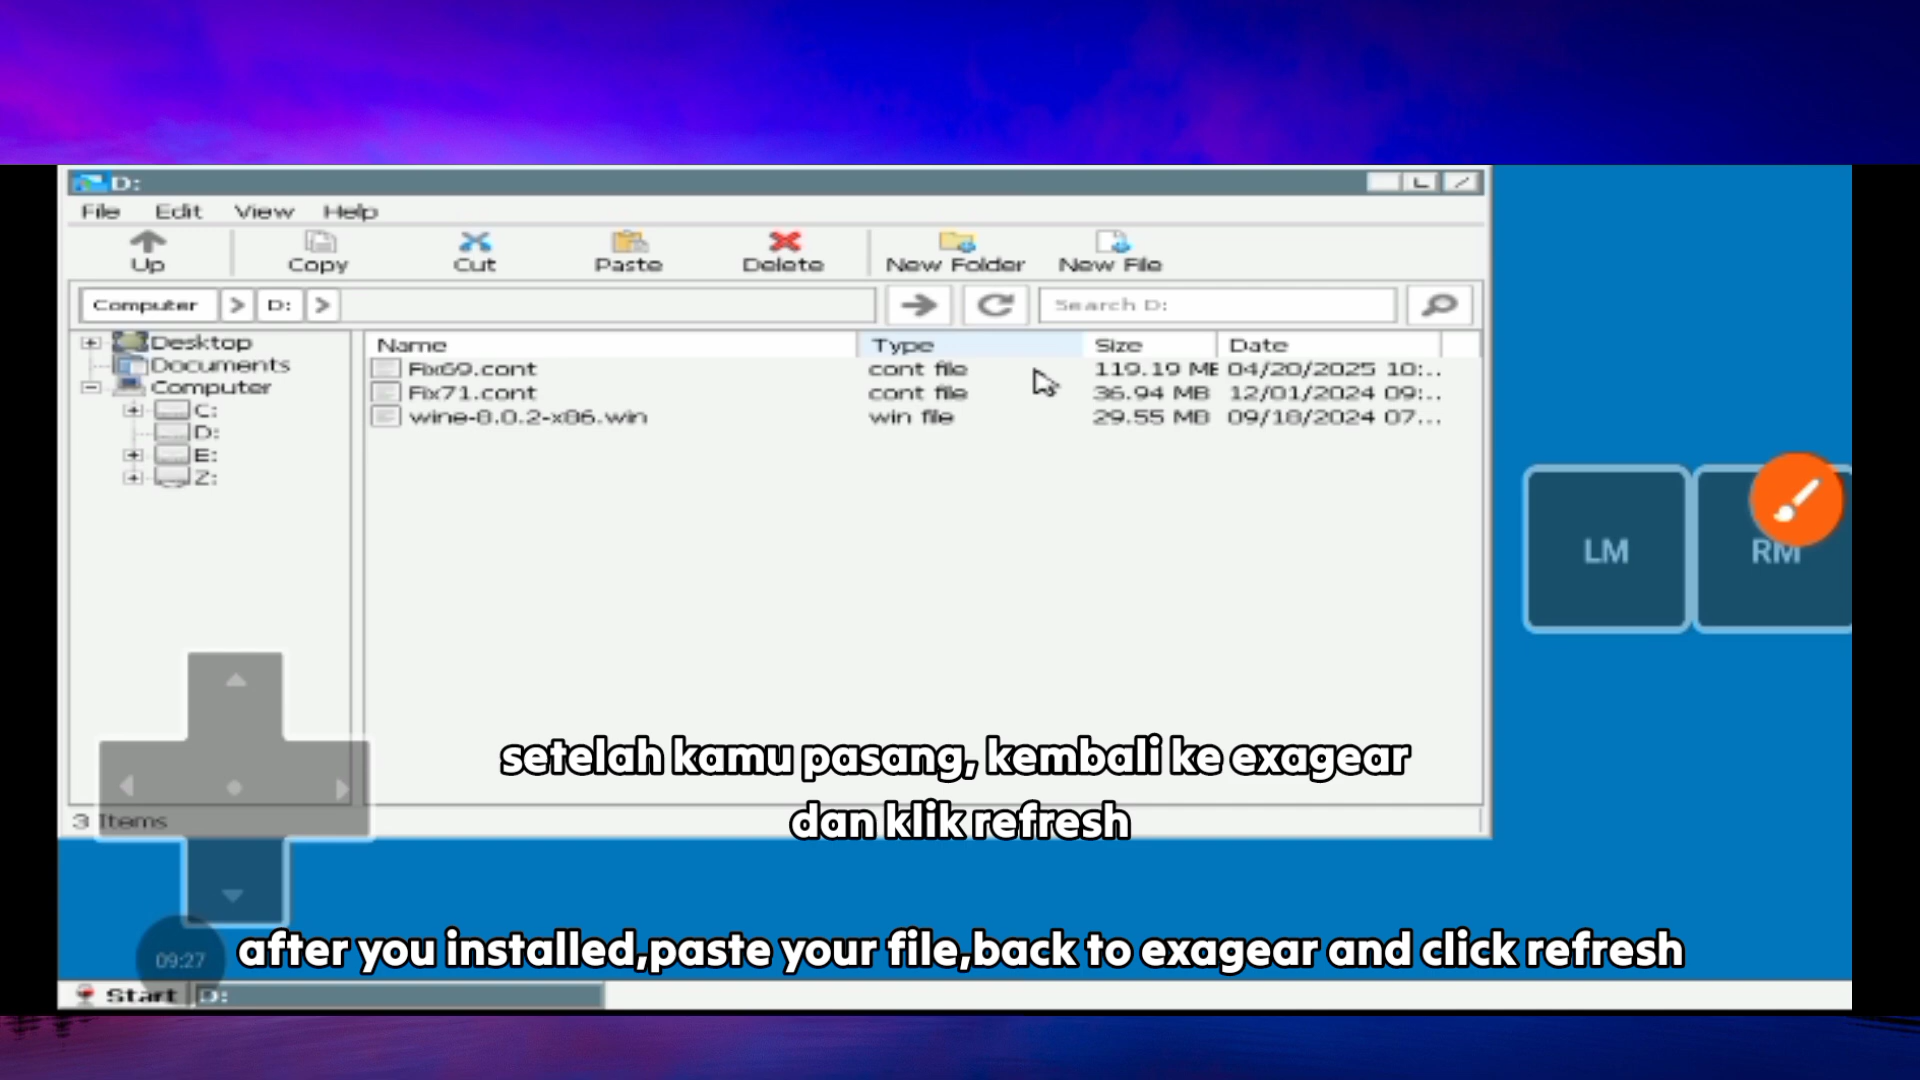 D:
File Edit View Help
Up Copy Cut Paste Delete New Folder New File
Computer > D: > Search D:
Desktop
Documents
Computer
C:
D:
E:
Z:
Name Type Size Date
Fix69.cont cont file 119.19 MB 04/20/2025 10:..
Fix71.cont cont file 36.94 MB 12/01/2024 09:..
wine-8.0.2-x86.win win file 29.55 MB 09/18/2024 07...
LM RM
setelah kamu pasang, kembali ke exagear
dan klik refresh
3 Items
after you installed,paste your file,back to exagear and click refresh
09:27
Start D: